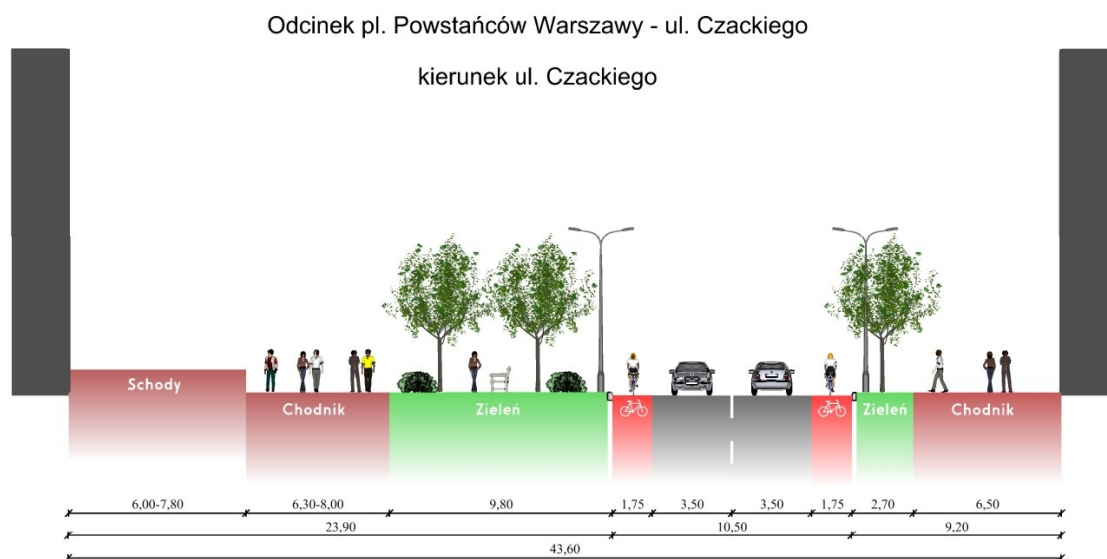 Odcinek pl. Powstańców Warszawy - ul. Czackiego
kierunek ul. Czackiego
Schody
Chodnik
Zieleń
Zieleń
Chodnik
6,00-7,80
6,30-8,00
9,80
1,75
3,50
3,50
1,75
2,70
6,50
23,90
10,50
9,20
43,60